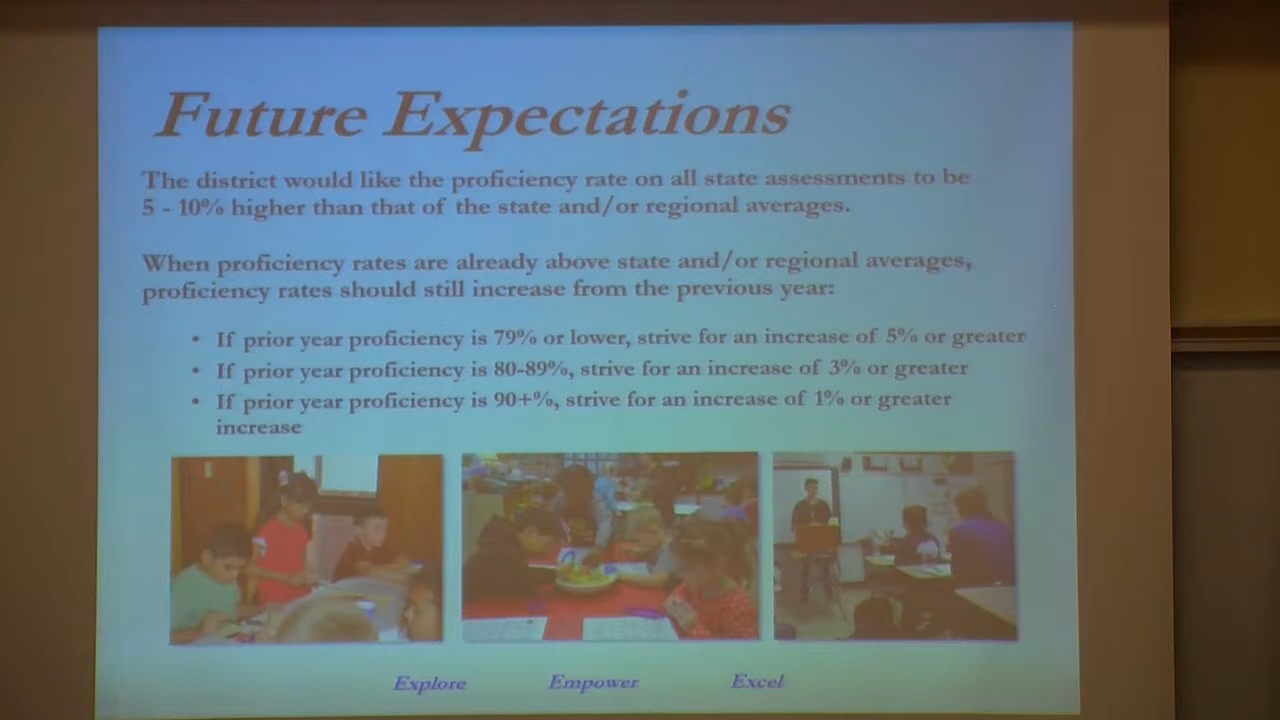 Future Expectations
The district would like the proficiency rate on all state assessments to be
5 - 10% higher than that of the state and/or regional averages.
When proficiency rates are already above state and/or regional averages,
proficiency rates should still increase from the previous year:
• If prior year proficiency is 79% or lower, strive for an increase of 5% or greater
• If prior year proficiency is 80-89%, strive for an increase of 3% or greater
• If prior year proficiency is 90+%, strive for an increase of 1% or greater
increase
Explore Empower Excel